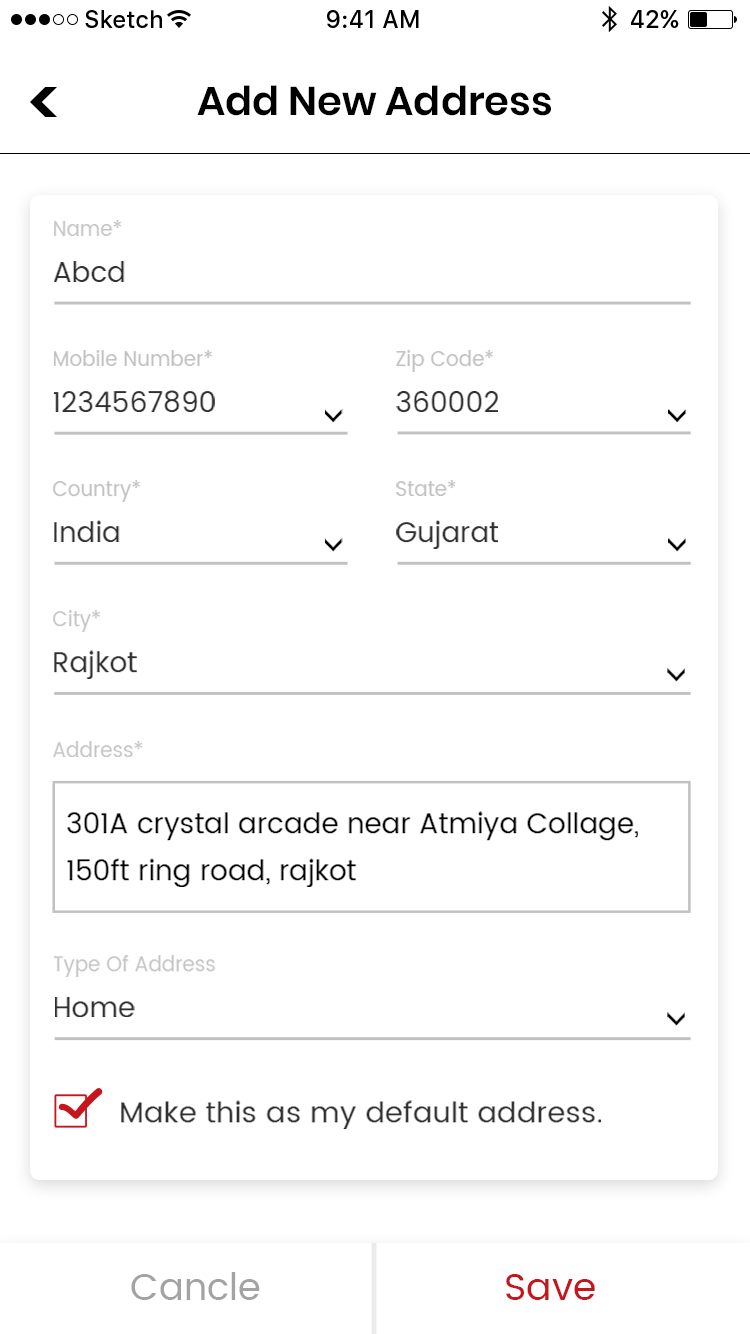 Sketch 9:41 AM 42%
Add New Address
Name*
Abcd
Mobile Number* Zip Code*
1234567890 360002
Country* State*
India Gujarat
City*
Rajkot
Address*
301A crystal arcade near Atmiya Collage,
150ft ring road, rajkot
Type Of Address
Home
Make this as my default address.
Cancle Save